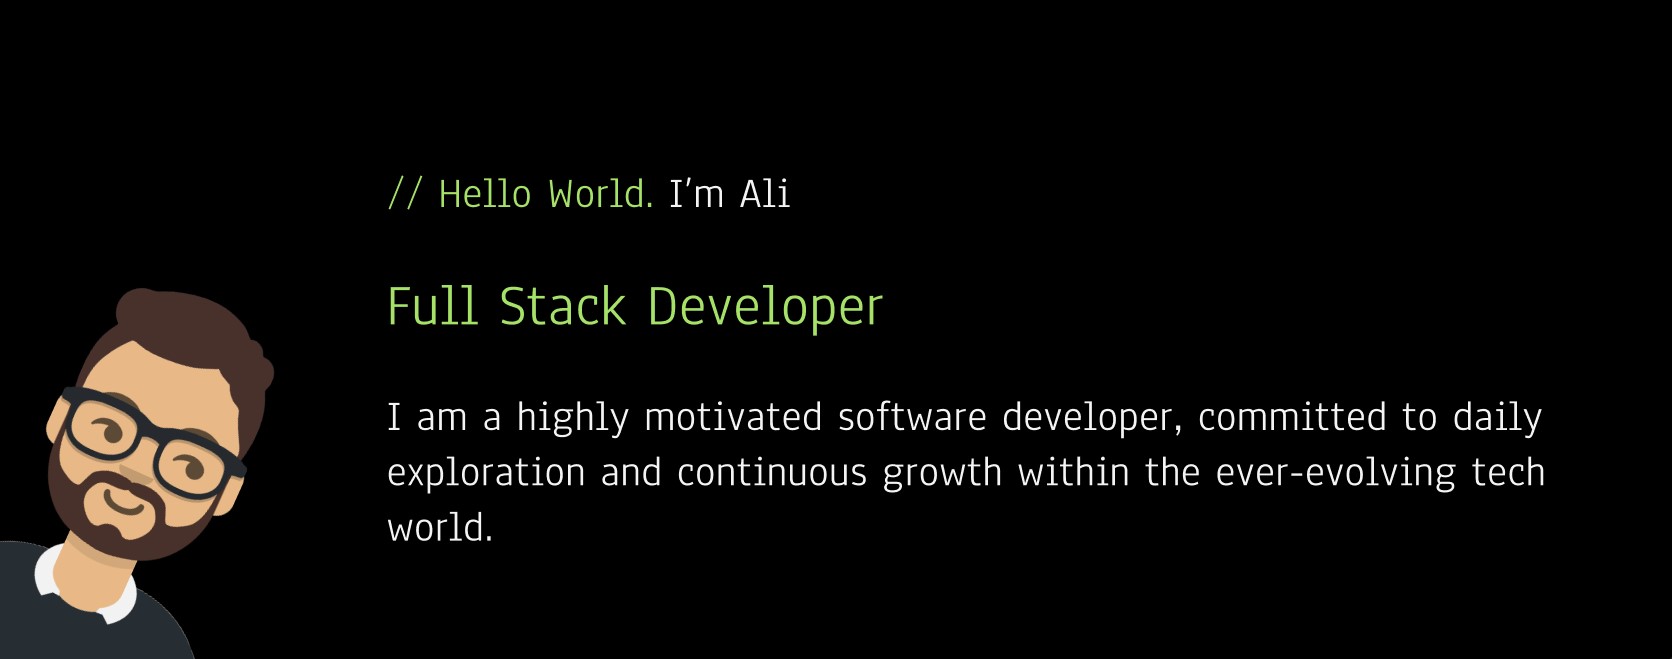 // Hello World. I'm Ali
Full Stack Developer
I am a highly motivated software developer, committed to daily
exploration and continuous growth within the ever-evolving tech
world.